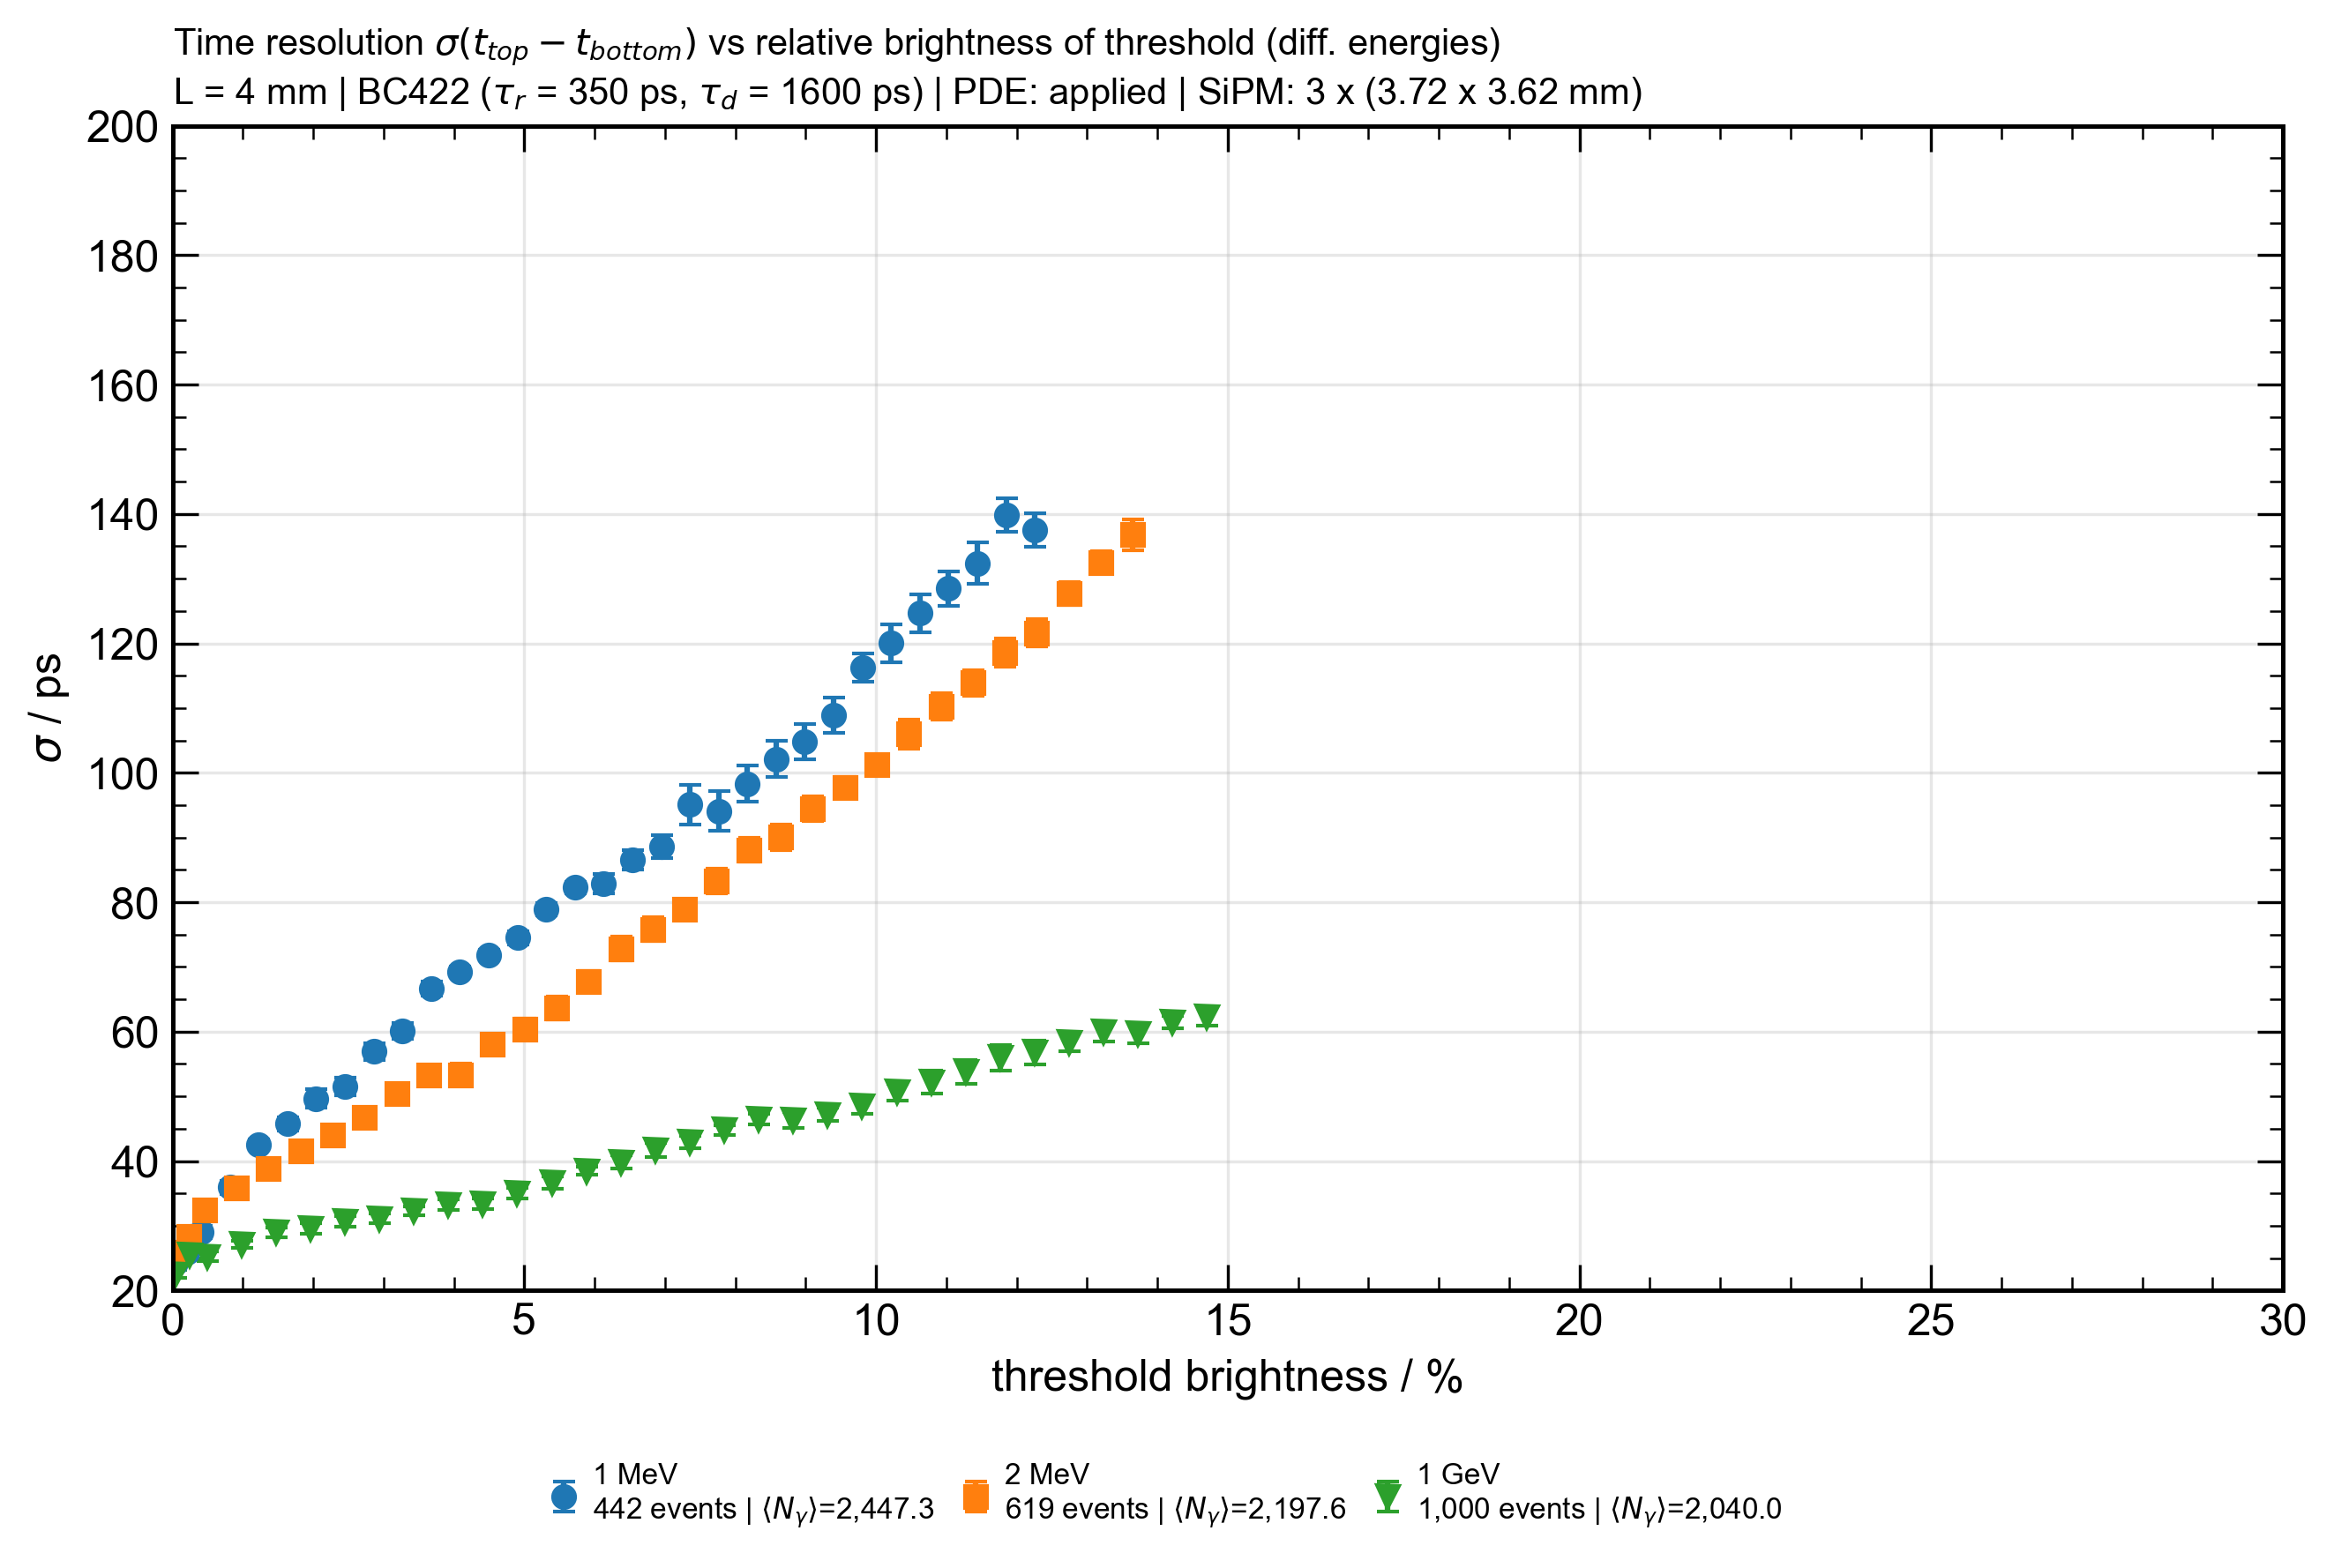 Time resolution σ(t_top − t_bottom) vs relative brightness of threshold (diff. energies)
L = 4 mm | BC422 (τ_r = 350 ps, τ_d = 1600 ps) | PDE: applied | SiPM: 3 x (3.72 x 3.62 mm)
200
180
160
140
120
100
80
60
40
20
σ / ps
0 5 10 15 20 25 30
threshold brightness / %
1 MeV
442 events | ⟨N_γ⟩=2,447.3
2 MeV
619 events | ⟨N_γ⟩=2,197.6
1 GeV
1,000 events | ⟨N_γ⟩=2,040.0